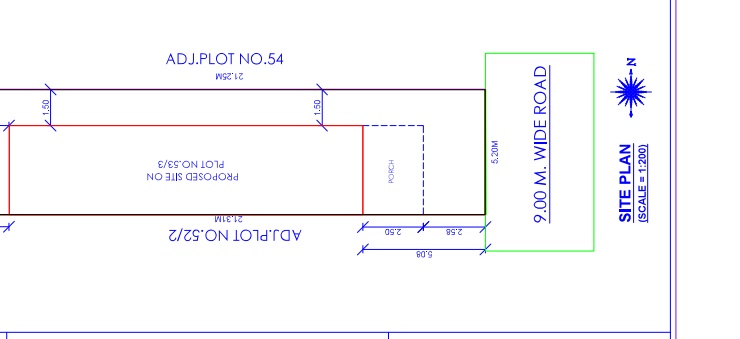 ADJ.PLOT NO.54
21.25M
1.50
1.50
PROPOSED SITE ON
PLOT NO.53/3
PORCH
5.20M
9.00 M. WIDE ROAD
N
SITE PLAN
(SCALE = 1:200)
21.31M
ADJ.PLOT NO.52/2
2.50
2.58
5.08